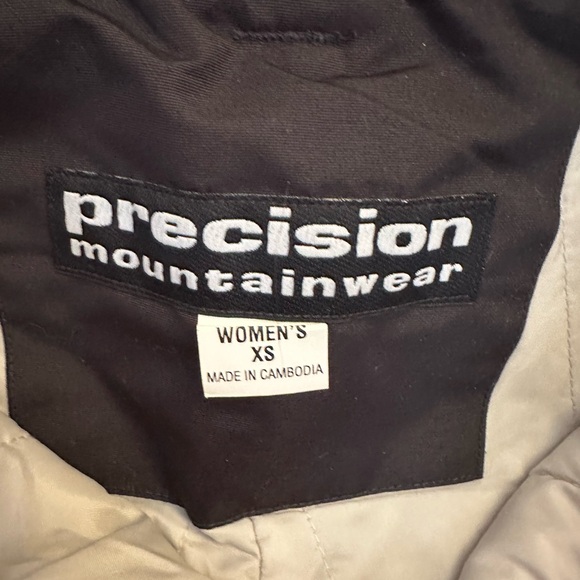 precision
mountainwear
WOMEN'S
XS
MADE IN CAMBODIA